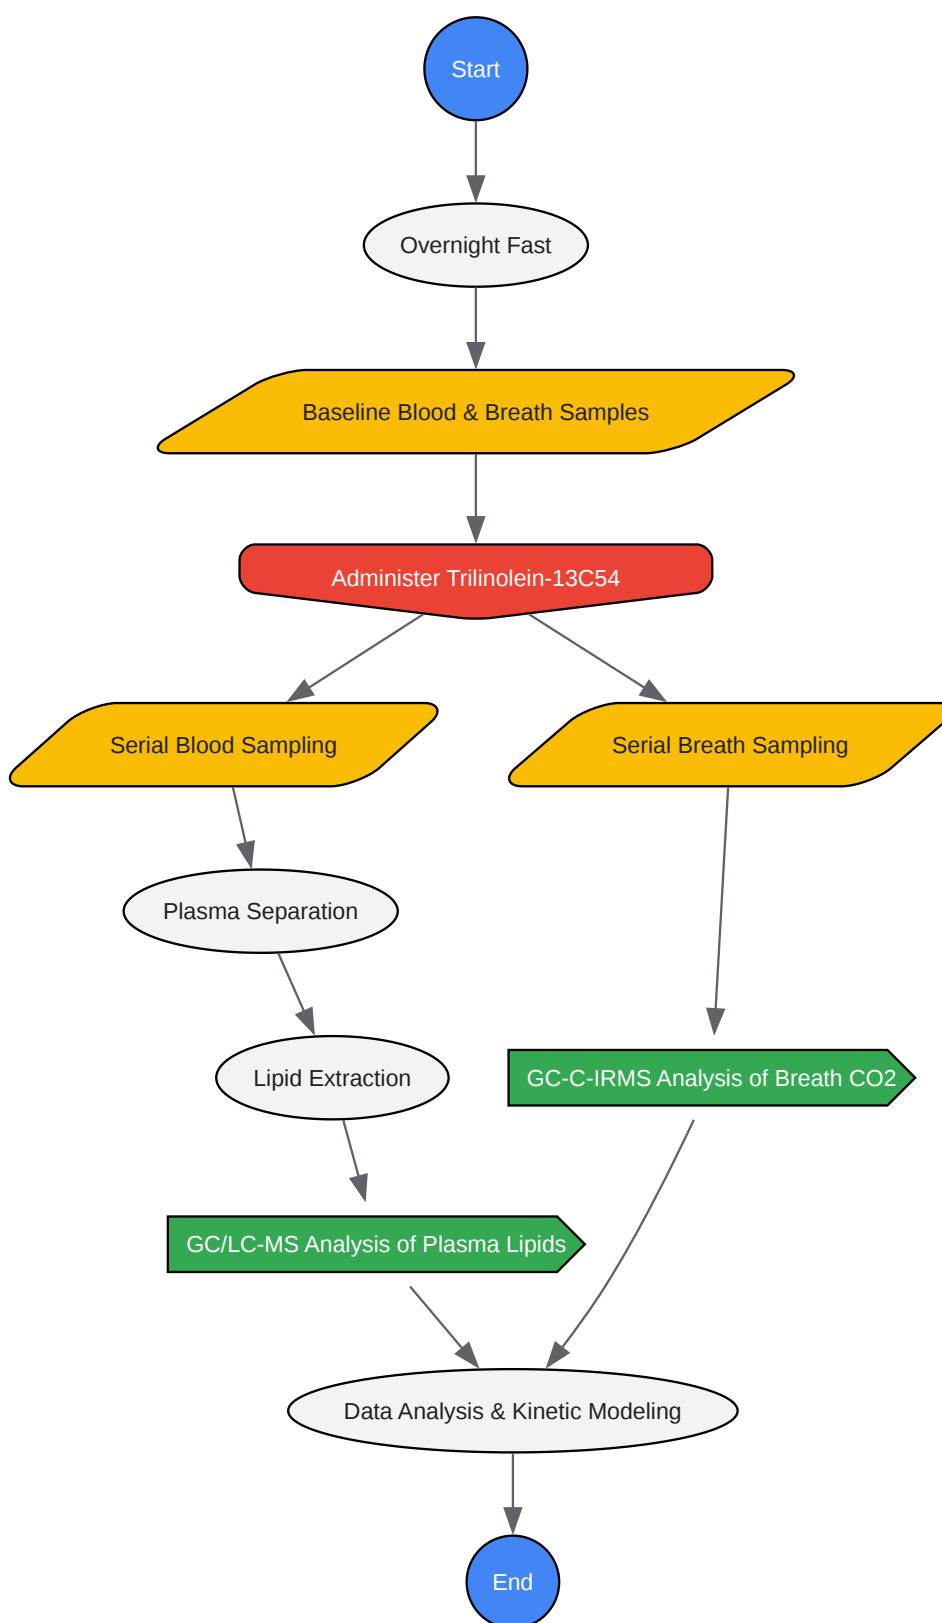 Start
Overnight Fast
Baseline Blood & Breath Samples
Administer Trilinolein-13C54
Serial Blood Sampling
Serial Breath Sampling
Plasma Separation
Lipid Extraction
GC-C-IRMS Analysis of Breath CO2
GC/LC-MS Analysis of Plasma Lipids
Data Analysis & Kinetic Modeling
End